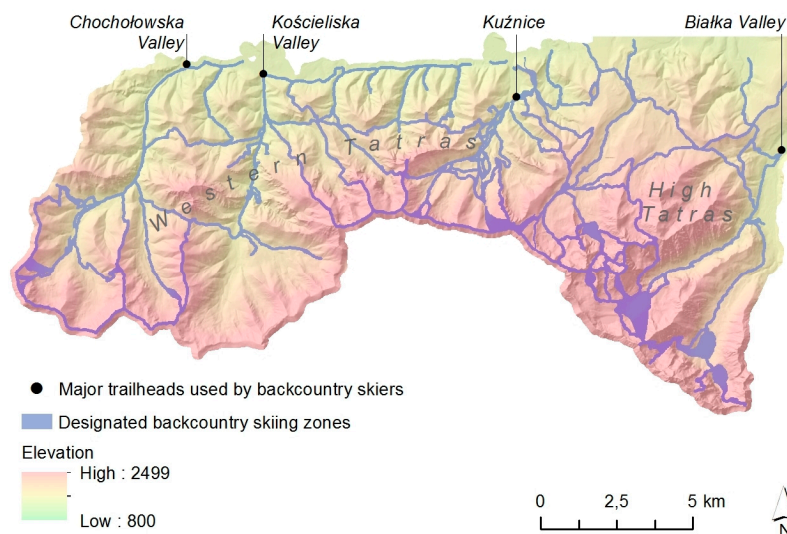 Chochołowska
Valley
Kościeliska
Valley
Kuźnice
Białka Valley
Western Tatras
High
Tatras
Major trailheads used by backcountry skiers
Designated backcountry skiing zones
Elevation
High : 2499
Low : 800
0 2,5 5 km
N